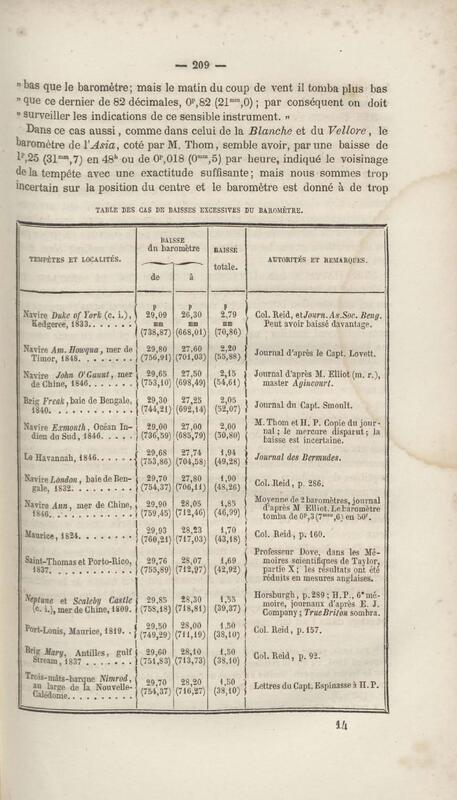 — 209 —
» bas que le baromètre; mais le matin du coup de vent il tomba plus bas
» que ce dernier de 82 décimales, 0ᵖ,82 (21ᵐᵐ,0); par conséquent on doit
» surveiller les indications de ce sensible instrument. »
Dans ce cas aussi, comme dans celui de la Blanche et du Vellore, le
baromètre de l'Asia, coté par M. Thom, semble avoir, par une baisse de
1ᵖ,25 (31ᵐᵐ,7) en 48ʰ ou de 0ᵖ,018 (0ᵐᵐ,5) par heure, indiqué le voisinage
de la tempête avec une exactitude suffisante; mais nous sommes trop
incertain sur la position du centre et le baromètre est donné à de trop
TABLE DES CAS DE BAISSES EXCESSIVES DU BAROMÈTRE.
TEMPÊTES ET LOCALITÉS.
BAISSE
du baromètre
de
à
BAISSE
totale.
AUTORITÉS ET REMARQUES.
Navire Duke of York (c. i.),
Kedgeree, 1833.......
p p p
29,09 26,30 2,79
mm mm mm
(738,87) (668,01) (70,86)
Col. Reid, et Journ. As. Soc. Beng.
Peut avoir baissé davantage.
Navire Am. Howqua, mer de
Timor, 1848........
29,80 27,60 2,20
(756,91) (701,03) (55,88)
Journal d'après le Capt. Lovett.
Navire John O'Gaunt, mer
de Chine, 1846.......
29,65 27,50 2,15
(753,10) (698,49) (54,61)
Journal d'après M. Elliot (m. r.),
master Agincourt.
Brig Freak, baie de Bengale,
1840............
29,30 27,25 2,05
(744,21) (692,14) (52,07)
Journal du Capt. Smoult.
Navire Exmouth, Océan In-
dien du Sud, 1846.....
29,00 27,00 2,00
(736,59) (685,79) (50,80)
M. Thom et H. P. Copie du jour-
nal; le mercure disparut; la
baisse est incertaine.
Le Havannah, 1846.......
29,68 27,74 1,94
(753,86) (704,58) (49,28)
Journal des Bermudes.
Navire London, baie de Ben-
gale, 1832.........
29,70 27,80 1,90
(754,37) (706,11) (48,26)
Col. Reid, p. 286.
Navire Ann, mer de Chine,
1846............
29,90 28,05 1,85
(759,45) (712,46) (46,99)
Moyenne de 2 baromètres, journal
d'après M Elliot. Le baromètre
tomba de 0ᵖ,3 (7ᵐᵐ,6) en 50ᶠ.
Maurice, 1824.........
29,93 28,23 1,70
(760,21) (717,03) (43,18)
Col. Reid, p. 160.
Saint-Thomas et Porto-Rico,
1837............
29,76 28,07 1,69
(755,89) (712,97) (42,92)
Professeur Dove, dans les Mé-
moires scientifiques de Taylor,
partie X; les résultats ont été
réduits en mesures anglaises.
Neptune et Scaleby Castle
(c. i.), mer de Chine, 1809.
29,85 28,30 1,55
(758,18) (718,81) (39,37)
Horsburgh, p. 289; H. P., 6ᵉ mé-
moire, journaux d'après E. J.
Company; True Briton sombra.
Port-Louis, Maurice, 1819..
29,50 28,00 1,50
(749,29) (711,19) (38,10)
Col. Reid, p. 157.
Brig Mary, Antilles, gulf
Stream, 1837........
29,60 28,10 1,50
(751,83) (713,73) (38,10)
Col. Reid, p. 92.
Trois-mâts-barque Nimrod,
au large de la Nouvelle-
Calédonie..........
29,70 28,20 1,50
(754,37) (716,27) (38,10)
Lettres du Capt. Espinasse à H. P.
14